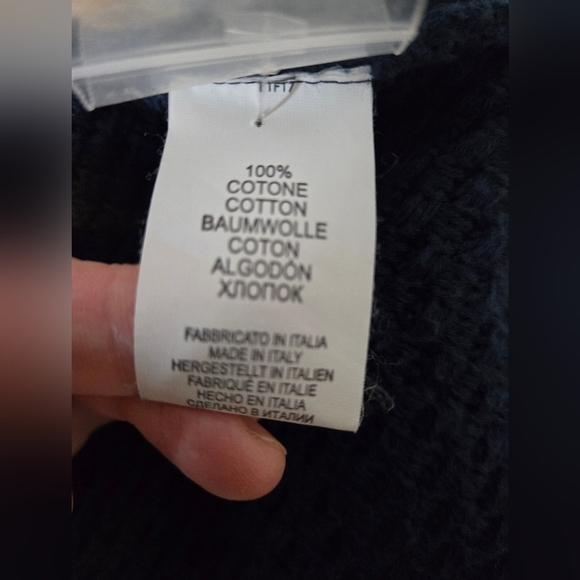 100%
COTONE
COTTON
BAUMWOLLE
COTON
ALGODÓN
ХЛОПОК
FABBRICATO IN ITALIA
MADE IN ITALY
HERGESTELLT IN ITALIEN
FABRIQUÉ EN ITALIE
HECHO EN ITALIA
СДЕЛАНО В ИТАЛИИ